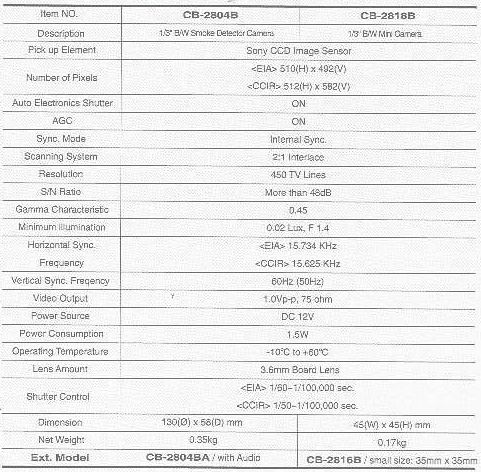 Item NO. CB-2804B CB-2818B
Description 1/3" B/W Smoke Detector Camera 1/3" B/W Mini Camera
Pick up Element Sony CCD Image Sensor
Number of Pixels <EIA> 510(H) x 492(V)
<CCIR> 512(H) x 582(V)
Auto Electronics Shutter ON
AGC ON
Sync. Mode Internal Sync.
Scanning System 2:1 Interlace
Resolution 450 TV Lines
S/N Ratio More than 48dB
Gamma Characteristic 0.45
Minimum Illumination 0.02 Lux, F 1.4
Horizontal Sync. <EIA> 15.734 KHz
Frequency <CCIR> 15.625 KHz
Vertical Sync. Freqency 60Hz (50Hz)
Video Output 1.0Vp-p, 75 ohm
Power Source DC 12V
Power Consumption 1.5W
Operating Temperature -10°C to +60°C
Lens Amount 3.6mm Board Lens
Shutter Control <EIA> 1/60~1/100,000 sec.
<CCIR> 1/50~1/100,000 sec.
Dimension 130(Ø) x 58(D) mm 45(W) x 45(H) mm
Net Weight 0.35kg 0.17kg
Ext. Model CB-2804BA / with Audio CB-2816B / small size: 35mm x 35mm